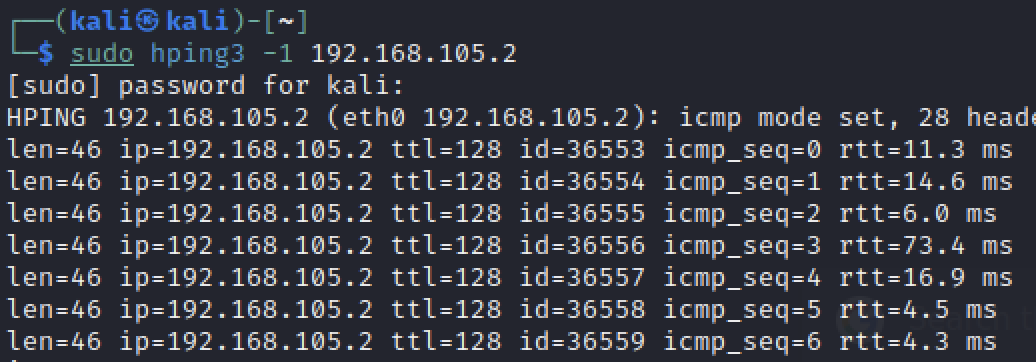 ┌──(kali㉿kali)-[~]
└─$ sudo hping3 -1 192.168.105.2
[sudo] password for kali:
HPING 192.168.105.2 (eth0 192.168.105.2): icmp mode set, 28 heade
len=46 ip=192.168.105.2 ttl=128 id=36553 icmp_seq=0 rtt=11.3 ms
len=46 ip=192.168.105.2 ttl=128 id=36554 icmp_seq=1 rtt=14.6 ms
len=46 ip=192.168.105.2 ttl=128 id=36555 icmp_seq=2 rtt=6.0 ms
len=46 ip=192.168.105.2 ttl=128 id=36556 icmp_seq=3 rtt=73.4 ms
len=46 ip=192.168.105.2 ttl=128 id=36557 icmp_seq=4 rtt=16.9 ms
len=46 ip=192.168.105.2 ttl=128 id=36558 icmp_seq=5 rtt=4.5 ms
len=46 ip=192.168.105.2 ttl=128 id=36559 icmp_seq=6 rtt=4.3 ms